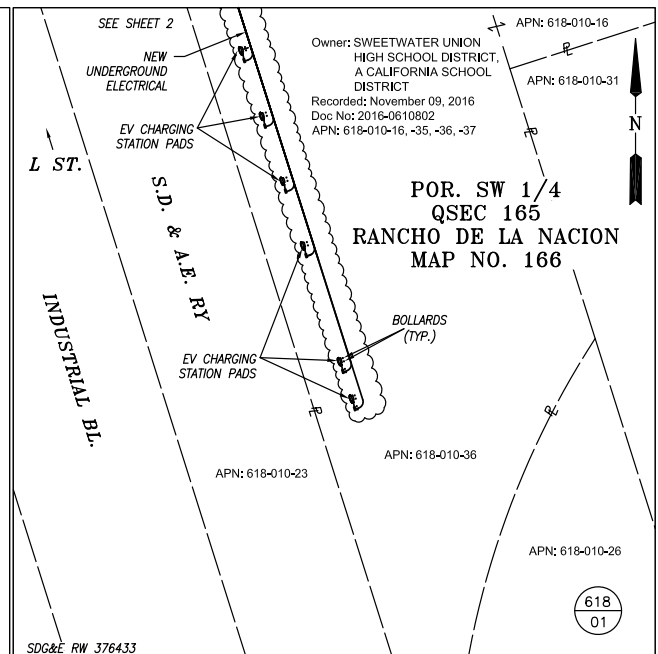 SEE SHEET 2
NEW
UNDERGROUND
ELECTRICAL
EV CHARGING
STATION PADS
L ST.
S.D. & A.E. RY
INDUSTRIAL BL.
Owner: SWEETWATER UNION
HIGH SCHOOL DISTRICT,
A CALIFORNIA SCHOOL
DISTRICT
Recorded: November 09, 2016
Doc No: 2016-0610802
APN: 618-010-16, -35, -36, -37
APN: 618-010-16
APN: 618-010-31
N
POR. SW 1/4
QSEC 165
RANCHO DE LA NACION
MAP NO. 166
BOLLARDS
(TYP.)
EV CHARGING
STATION PADS
APN: 618-010-23
APN: 618-010-36
APN: 618-010-26
618
01
SDG&E RW 376433